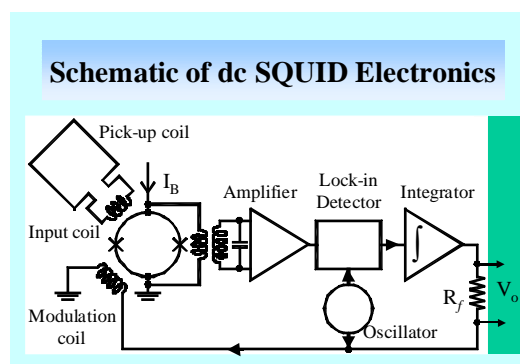 Schematic of dc SQUID Electronics
Pick-up coil
I_B
Amplifier
Lock-in
Detector
Integrator
Input coil
∫
R_f
V_o
Modulation
coil
Oscillator